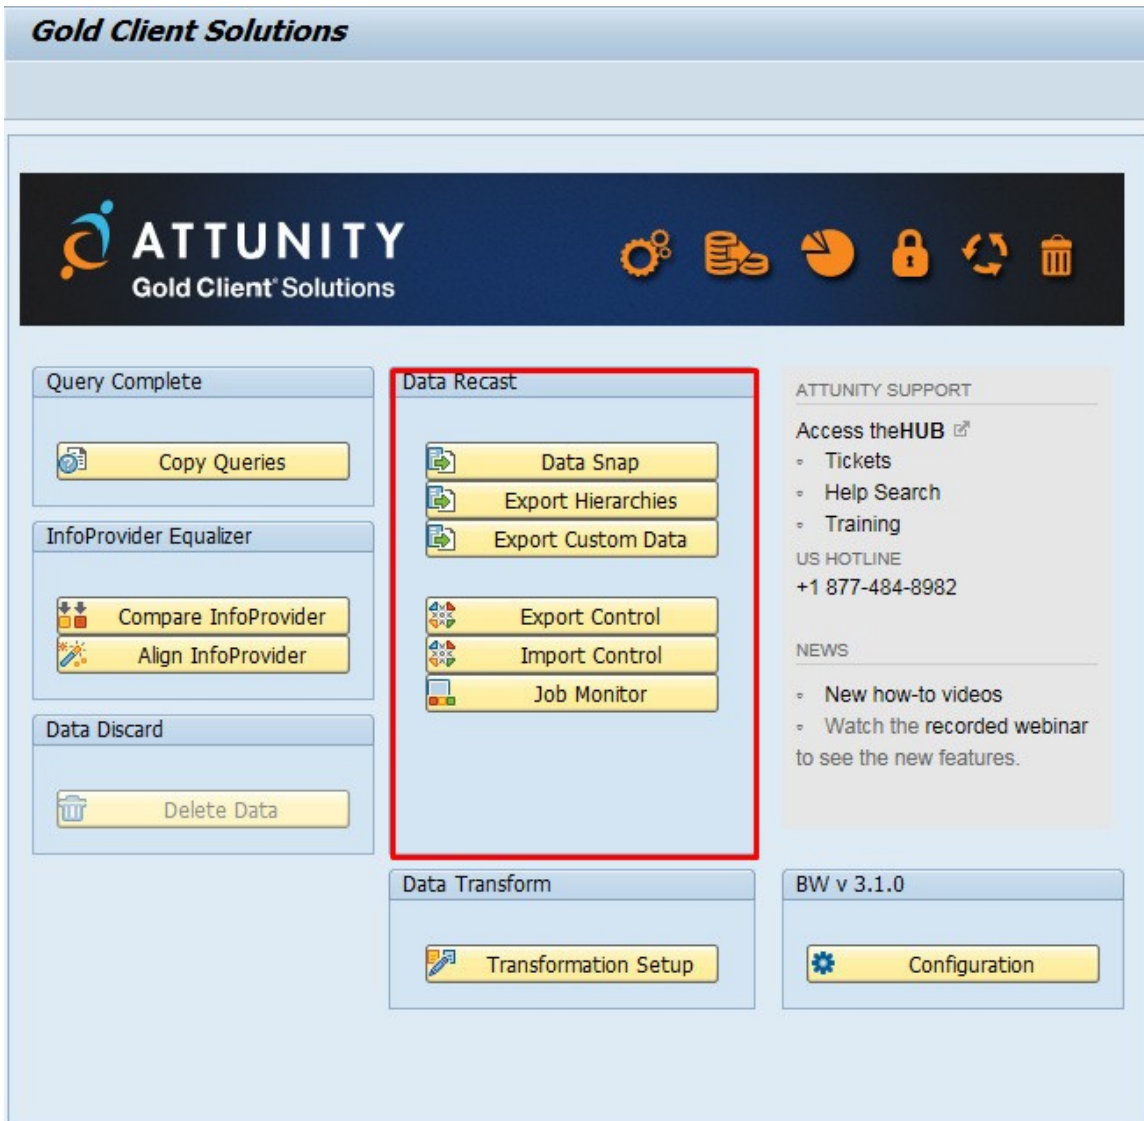 Gold Client Solutions
ATTUNITY
Gold Client® Solutions
Query Complete
Copy Queries
InfoProvider Equalizer
Compare InfoProvider
Align InfoProvider
Data Discard
Delete Data
Data Recast
Data Snap
Export Hierarchies
Export Custom Data
Export Control
Import Control
Job Monitor
Data Transform
Transformation Setup
ATTUNITY SUPPORT
Access theHUB
Tickets
Help Search
Training
US HOTLINE
+1 877-484-8982
NEWS
New how-to videos
Watch the recorded webinar
to see the new features.
BW v 3.1.0
Configuration